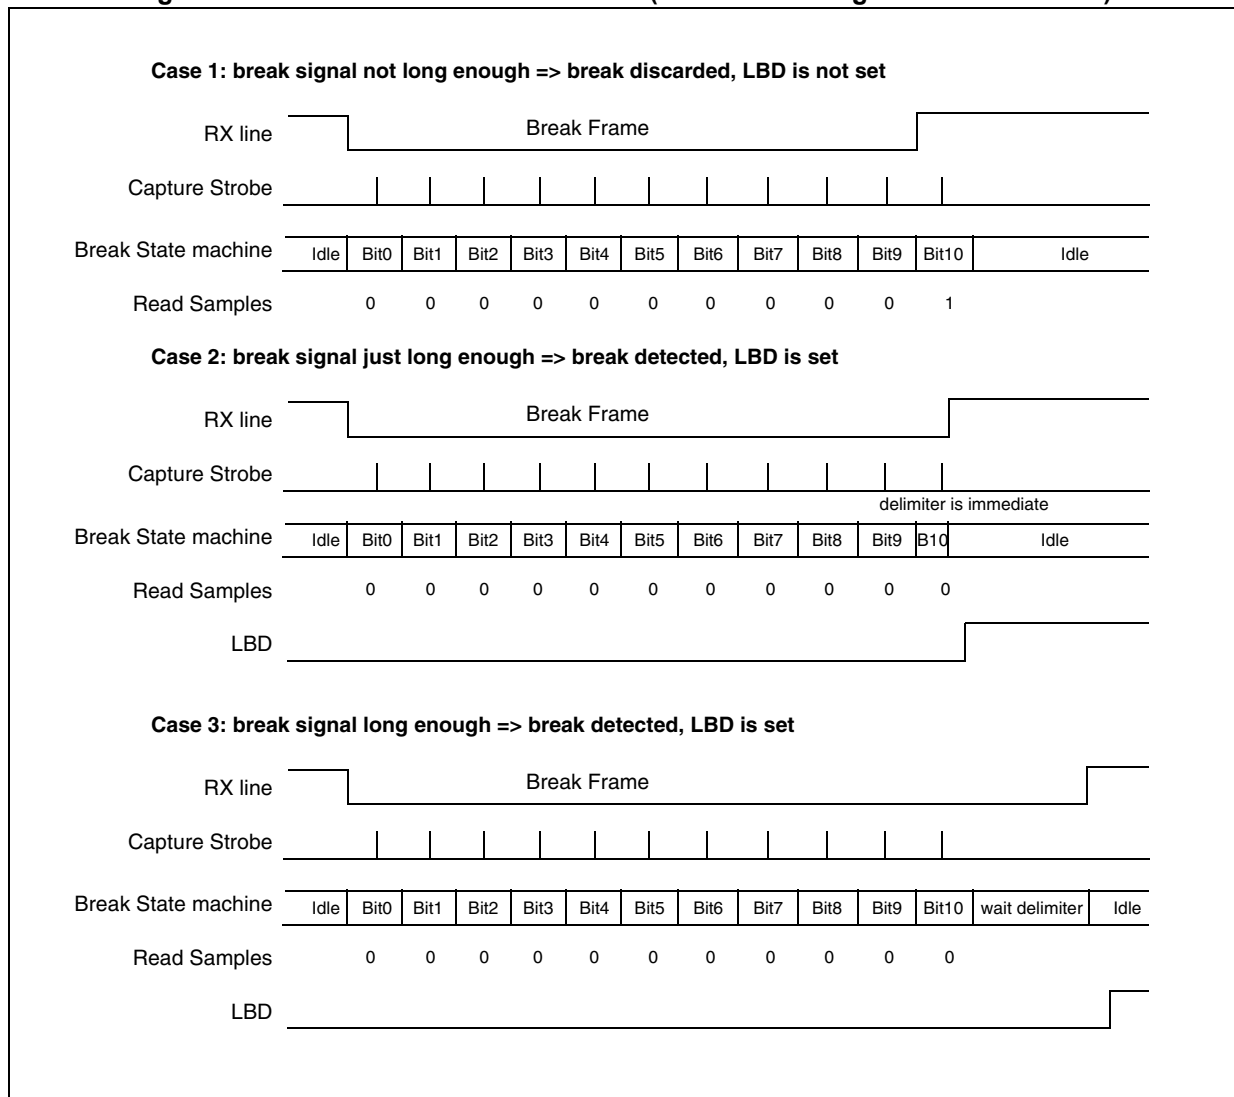 Case 1: break signal not long enough => break discarded, LBD is not set
RX line Break Frame
Capture Strobe
Break State machine Idle Bit0 Bit1 Bit2 Bit3 Bit4 Bit5 Bit6 Bit7 Bit8 Bit9 Bit10 Idle
Read Samples 0 0 0 0 0 0 0 0 0 0 1
Case 2: break signal just long enough => break detected, LBD is set
RX line Break Frame
Capture Strobe
delimiter is immediate
Break State machine Idle Bit0 Bit1 Bit2 Bit3 Bit4 Bit5 Bit6 Bit7 Bit8 Bit9 B10 Idle
Read Samples 0 0 0 0 0 0 0 0 0 0 0
LBD
Case 3: break signal long enough => break detected, LBD is set
RX line Break Frame
Capture Strobe
Break State machine Idle Bit0 Bit1 Bit2 Bit3 Bit4 Bit5 Bit6 Bit7 Bit8 Bit9 Bit10 wait delimiter Idle
Read Samples 0 0 0 0 0 0 0 0 0 0 0
LBD